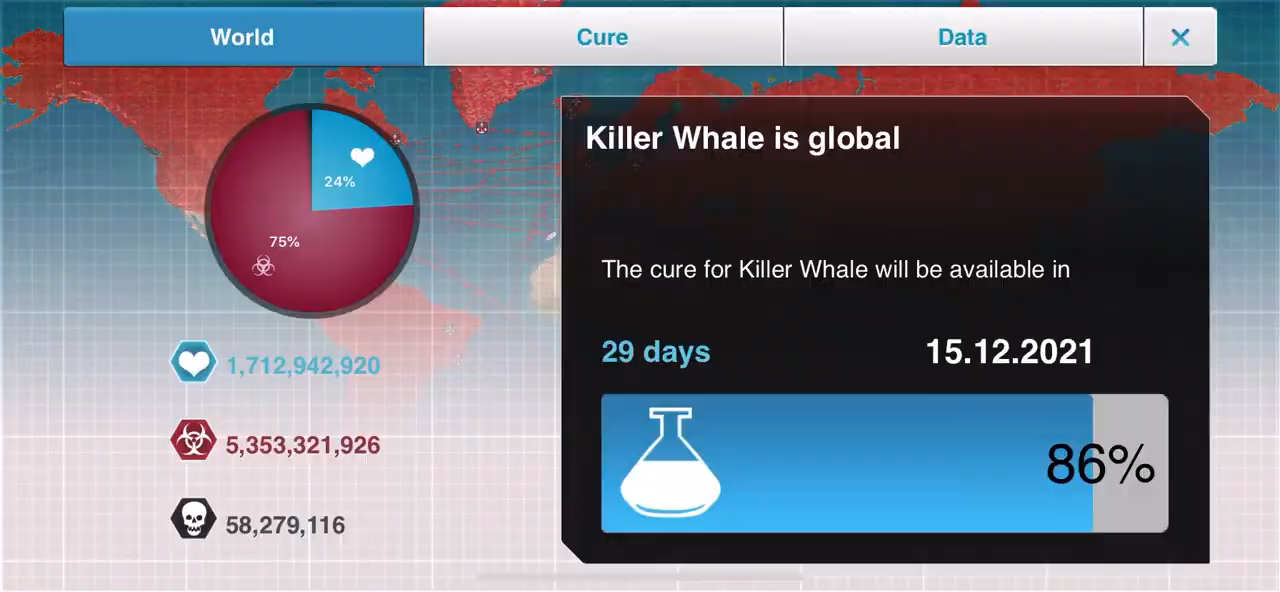 World
Cure
Data
Killer Whale is global
24%
75%
The cure for Killer Whale will be available in
29 days
15.12.2021
86%
1,712,942,920
5,353,321,926
58,279,116